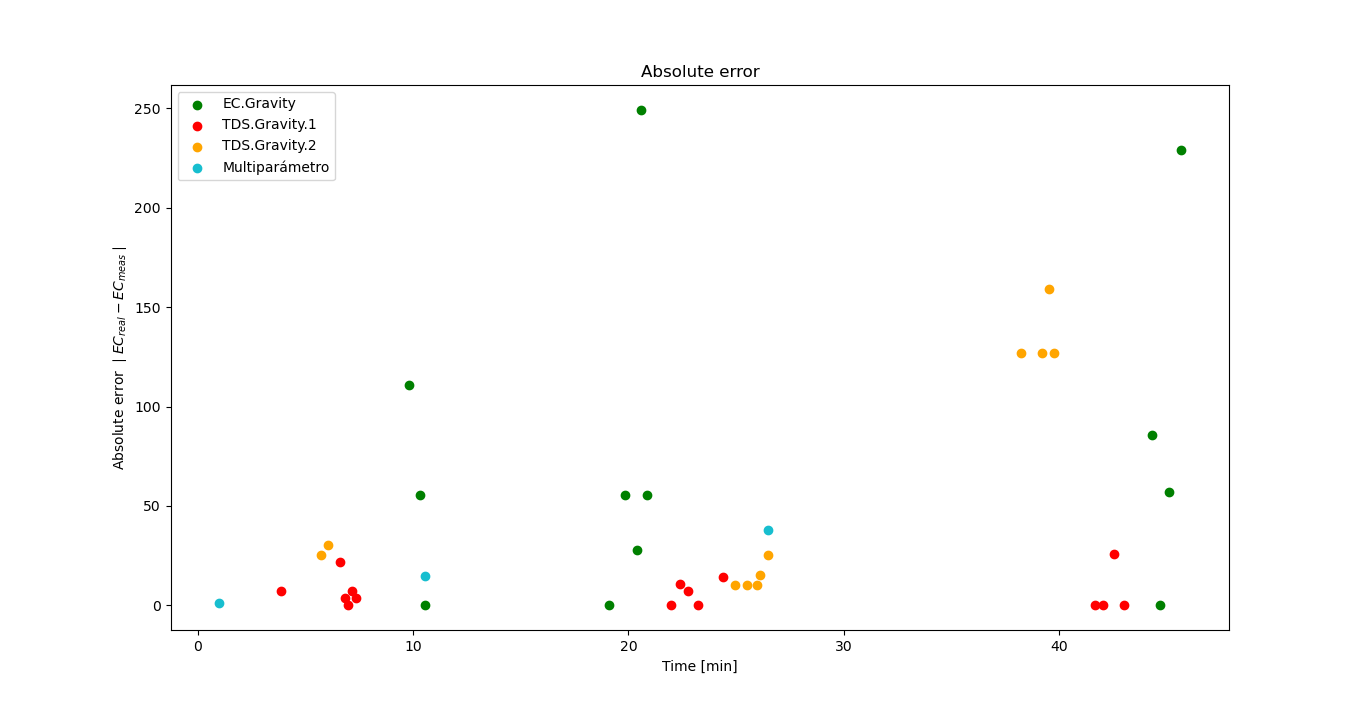 Absolute error
EC.Gravity
TDS.Gravity.1
TDS.Gravity.2
Multiparámetro
250
200
150
100
50
0
Absolute error | EC_real − EC_meas |
0 10 20 30 40
Time [min]